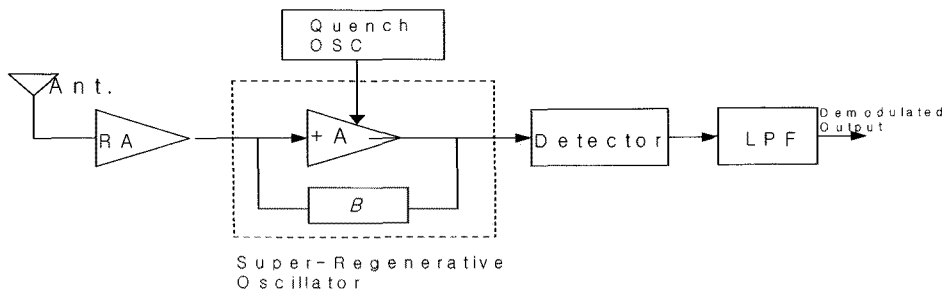 Quench
OSC
Ant.
RA
+ A
B
Detector
LPF
Demodulated
Output
Super-Regenerative
Oscillator